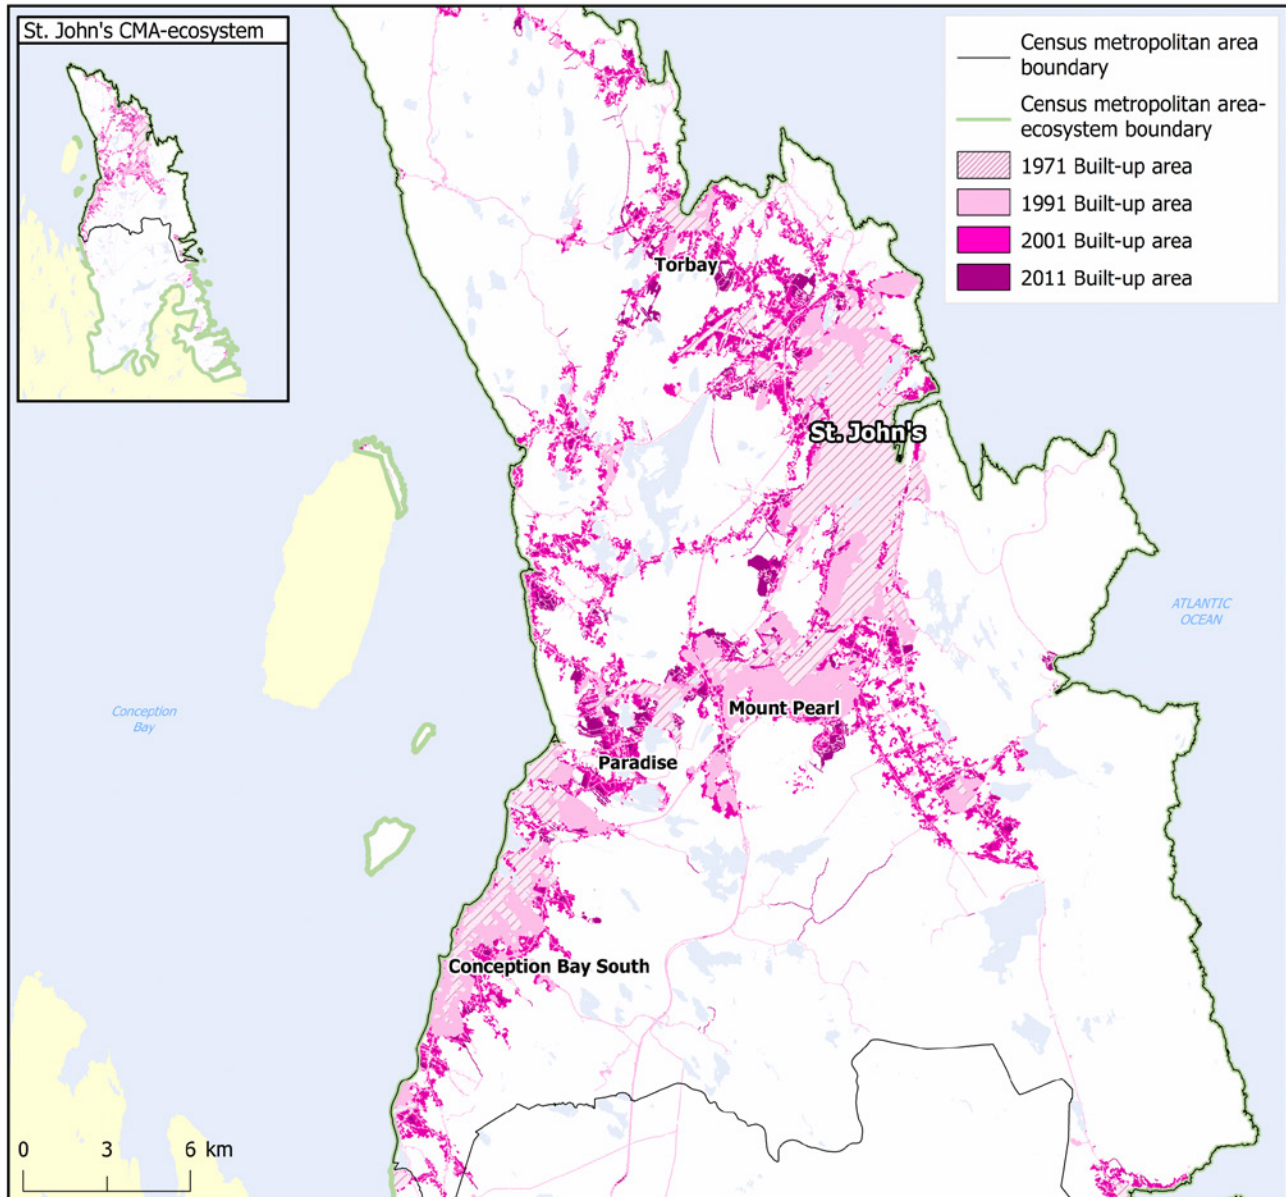 St. John's CMA-ecosystem
Census metropolitan area
boundary
Census metropolitan area-
ecosystem boundary
1971 Built-up area
1991 Built-up area
2001 Built-up area
2011 Built-up area
Torbay
St. John's
ATLANTIC
OCEAN
Mount Pearl
Conception
Bay
Paradise
Conception Bay South
0 3 6 km